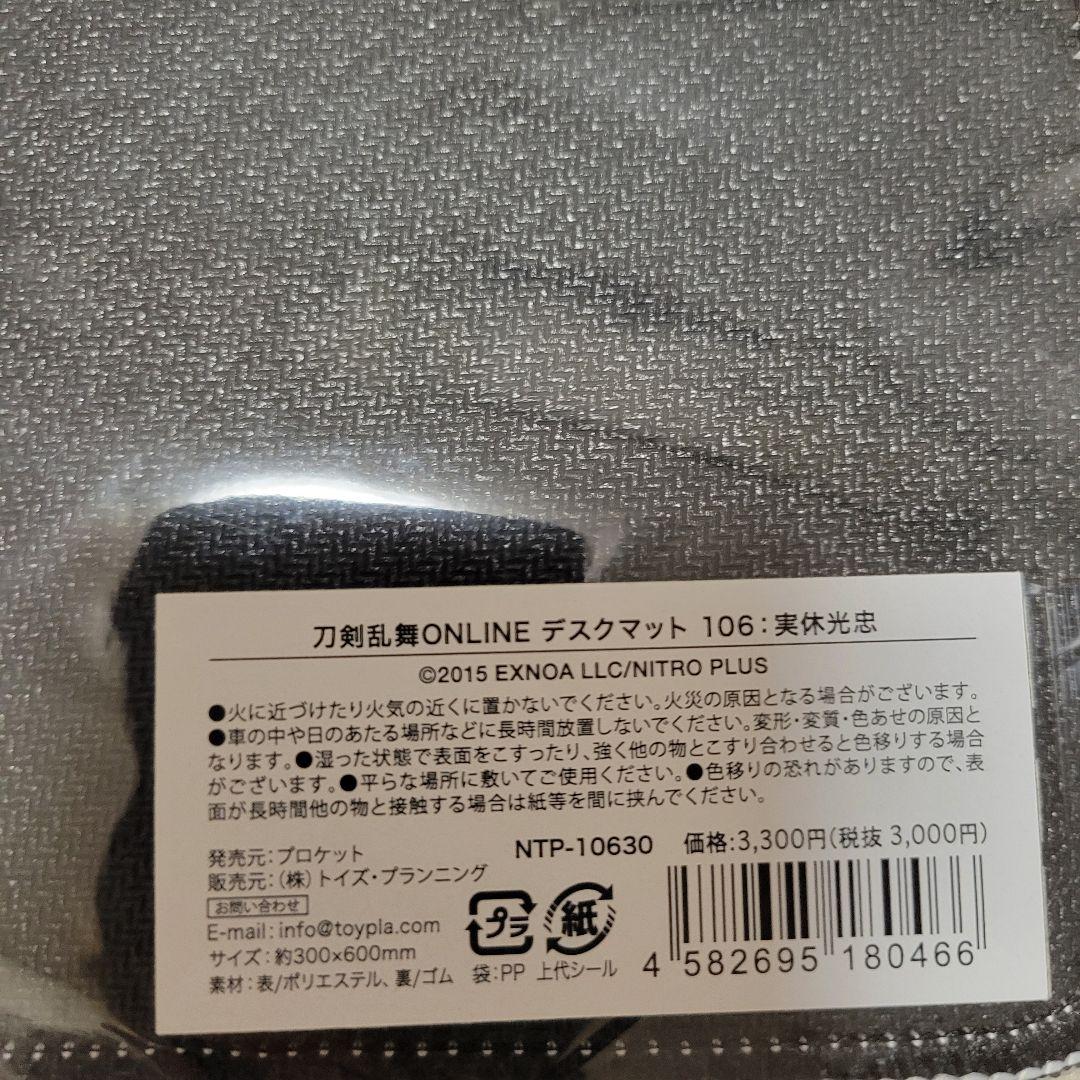 刀剣乱舞ONLINE デスクマット 106：実休光忠
©2015 EXNOA LLC/NITRO PLUS
●火に近づけたり火気の近くに置かないでください。火災の原因となる場合がございます。
●車の中や日のあたる場所などに長時間放置しないでください。変形・変質・色あせの原因と
なります。●湿った状態で表面をこすったり、強く他の物とこすり合わせると色移りする場合
がございます。●平らな場所に敷いてご使用ください。●色移りの恐れがありますので、表
面が長時間他の物と接触する場合は紙等を間に挟んでください。
発売元：プロケット
NTP-10630 価格:3,300円（税抜 3,000円）
販売元：（株）トイズ・プランニング
お問い合わせ
E-mail：info@toypla.com
サイズ：約300×600mm
素材：表/ポリエステル、裏/ゴム
プラ
紙
袋：PP 上代シール
4 582695 180466